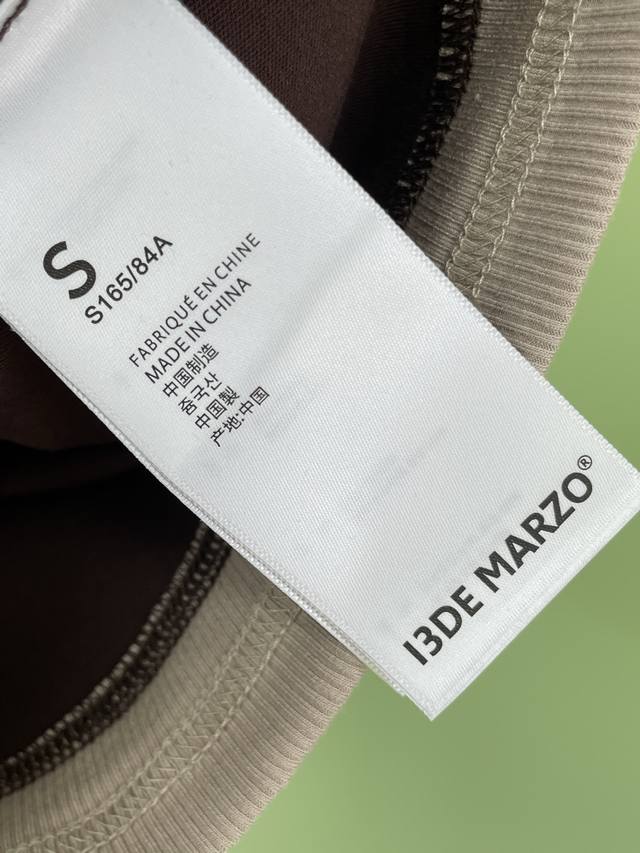 S
S165/84A
FABRIQUÉ EN CHINE
MADE IN CHINA
中国制造
중국산
中国製
产地:中国
13DE MARZO®